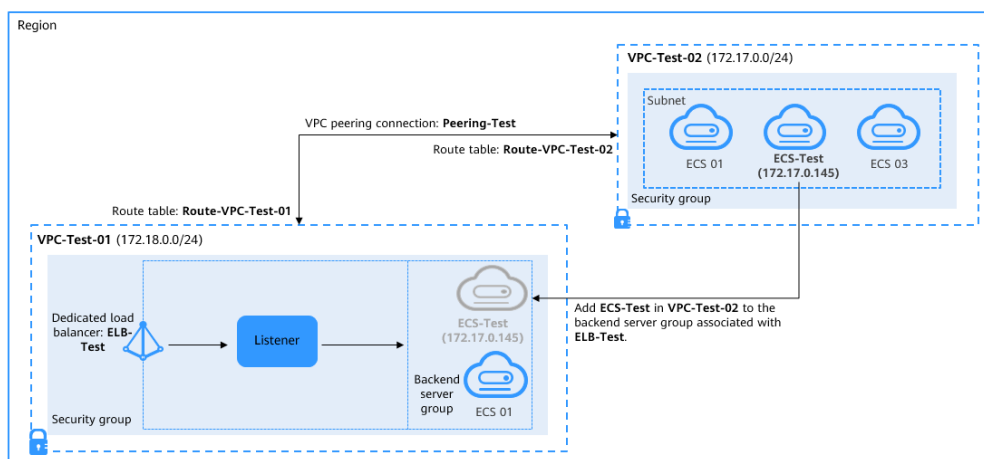 Region
VPC-Test-02 (172.17.0.0/24)
Subnet
ECS 01
ECS-Test
(172.17.0.145)
ECS 03
Security group
VPC peering connection: Peering-Test
Route table: Route-VPC-Test-02
Route table: Route-VPC-Test-01
VPC-Test-01 (172.18.0.0/24)
Dedicated load
balancer: ELB-
Test
Listener
ECS-Test
(172.17.0.145)
Backend
server
group
ECS 01
Security group
Add ECS-Test in VPC-Test-02 to the
backend server group associated with
ELB-Test.